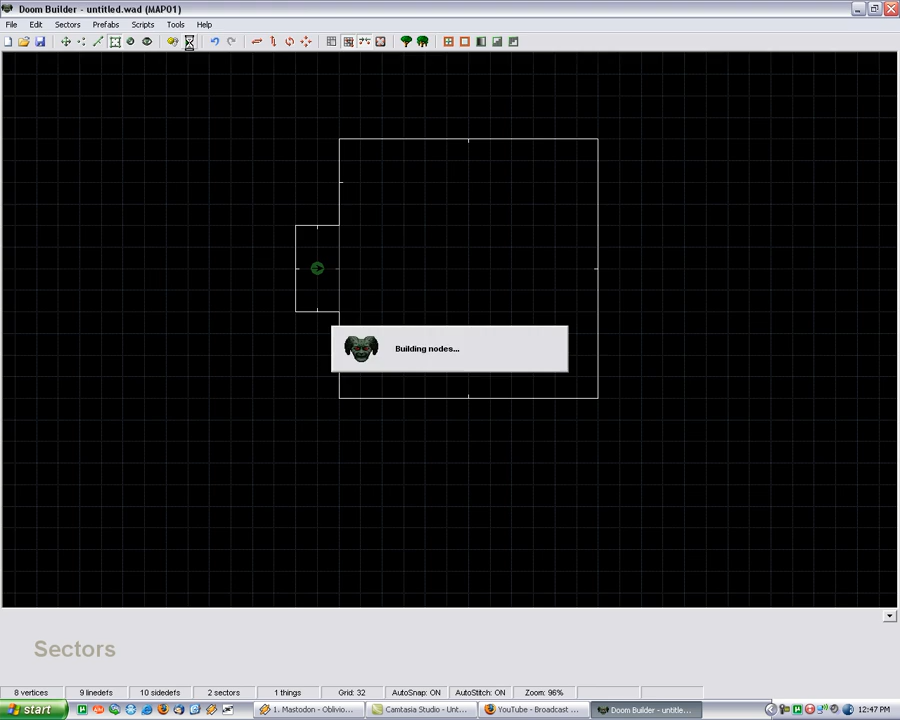 Doom Builder - untitled.wad (MAP01)
File Edit Sectors Prefabs Scripts Tools Help
Building nodes...
Sectors
8 vertices 9 linedefs 10 sidedefs 2 sectors 1 things Grid: 32 AutoSnap: ON AutoStitch: ON Zoom: 96%
start 1. Mastodon - Oblivio... Camtasia Studio - Unt... YouTube - Broadcast ... Doom Builder - untitle... 12:47 PM